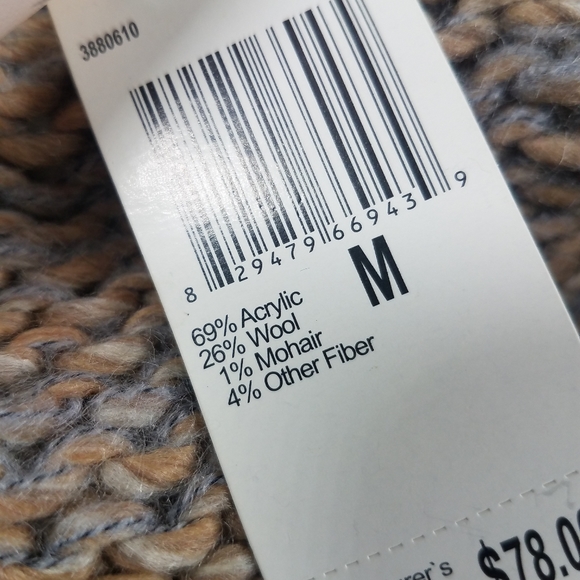 3880610
8 29479 66943 9
M
69% Acrylic
26% Wool
1% Mohair
4% Other Fiber
$78.0